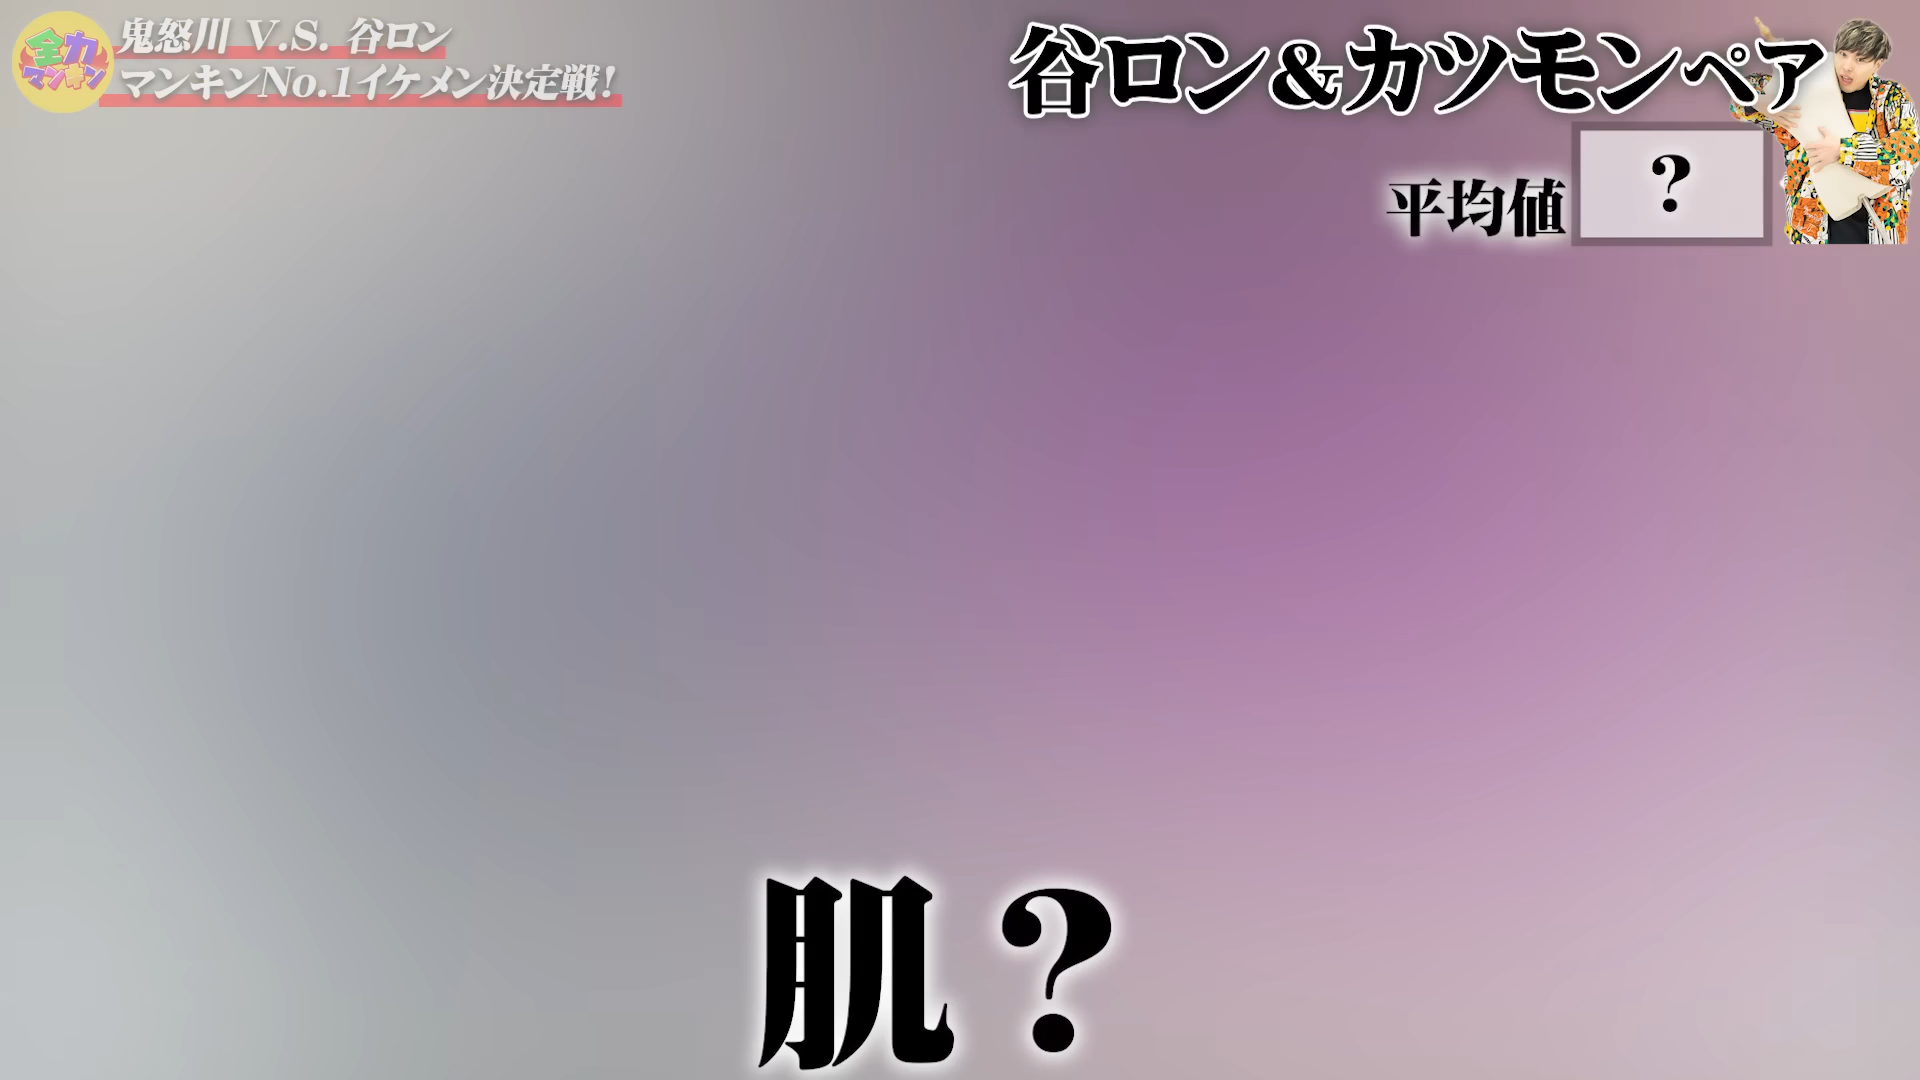 全力
マンキン
鬼怒川 V.S. 谷ロン
マンキンNo.1イケメン決定戦!
谷ロン&カツモンペア
平均値
?
肌?